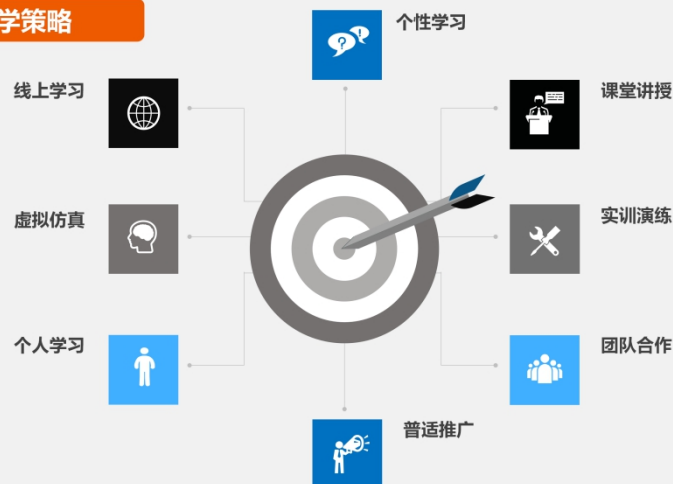 学策略
个性学习
线上学习
课堂讲授
虚拟仿真
实训演练
个人学习
团队合作
普适推广